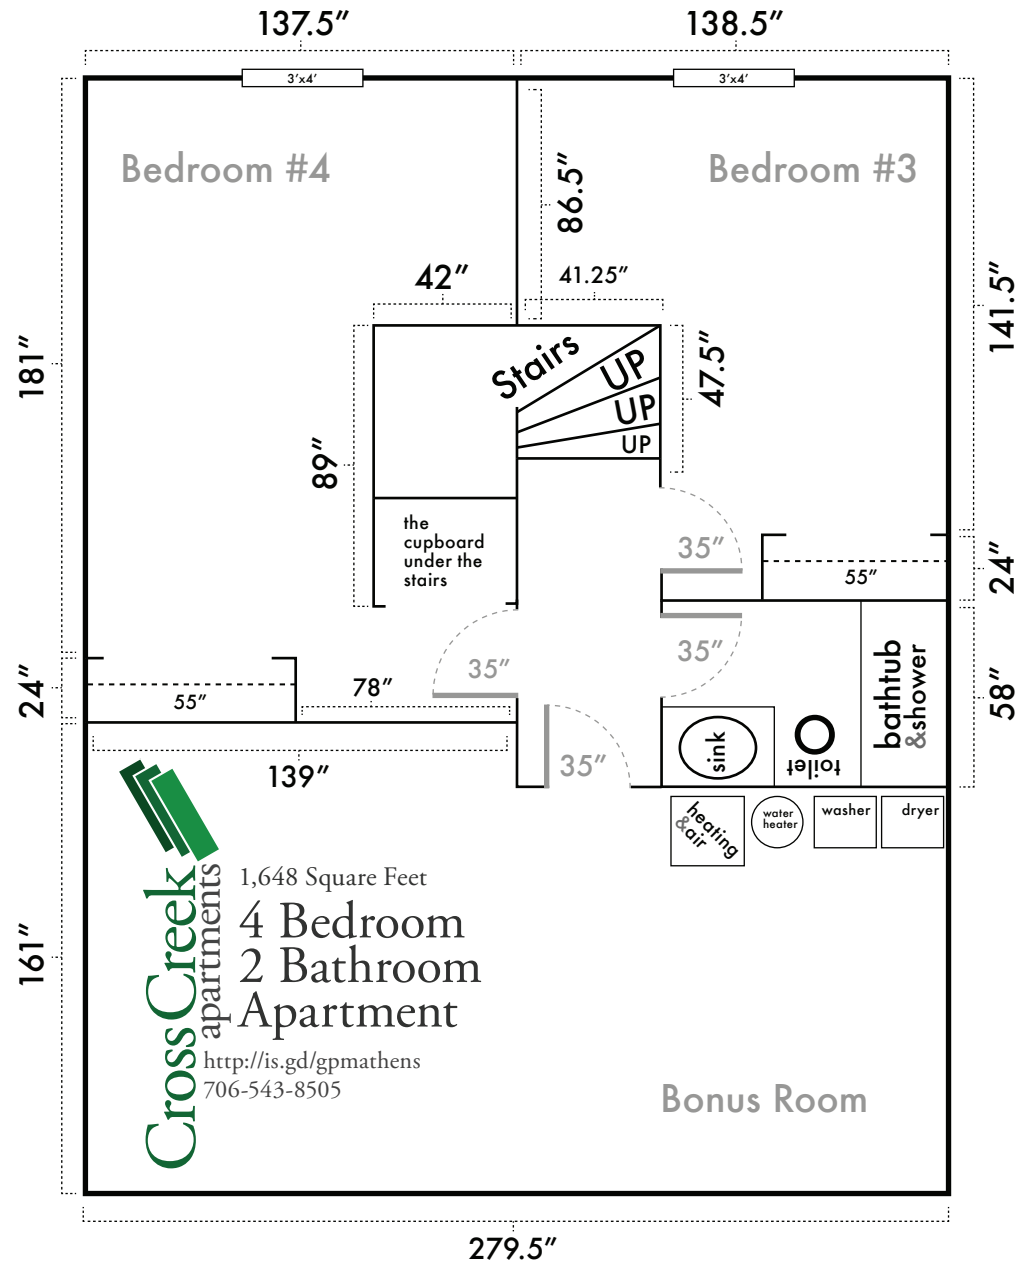 137.5”
138.5”
3’x4’
3’x4’
Bedroom #4
Bedroom #3
86.5”
42”
41.25”
141.5”
181”
Stairs
UP
UP
UP
47.5”
89”
the
cupboard
under the
stairs
35”
55”
24”
35”
35”
24”
55”
78”
58”
bathtub
&shower
sink
toilet
139”
35”
heating
&air
water
heater
washer
dryer
161”
CrossCreek
apartments
1,648 Square Feet
4 Bedroom
2 Bathroom
Apartment
http://is.gd/gpmathens
706-543-8505
Bonus Room
279.5”